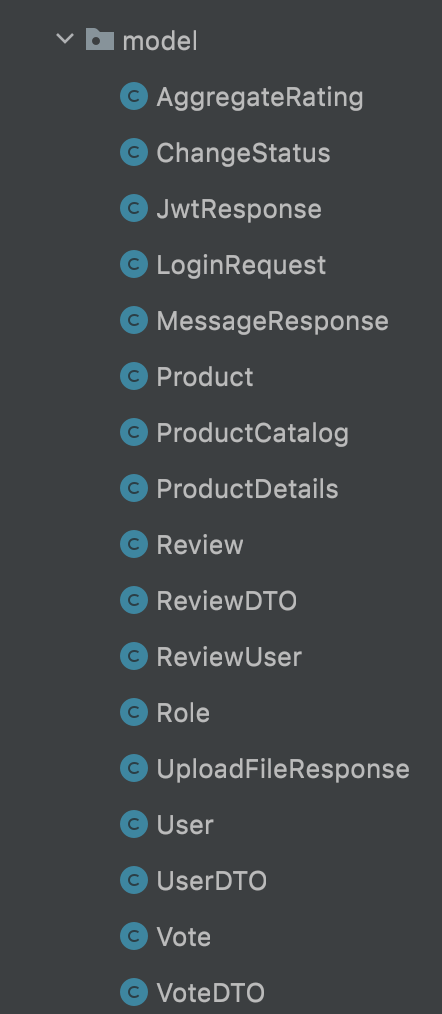 model
C AggregateRating
C ChangeStatus
C JwtResponse
C LoginRequest
C MessageResponse
C Product
C ProductCatalog
C ProductDetails
C Review
C ReviewDTO
C ReviewUser
C Role
C UploadFileResponse
C User
C UserDTO
C Vote
C VoteDTO